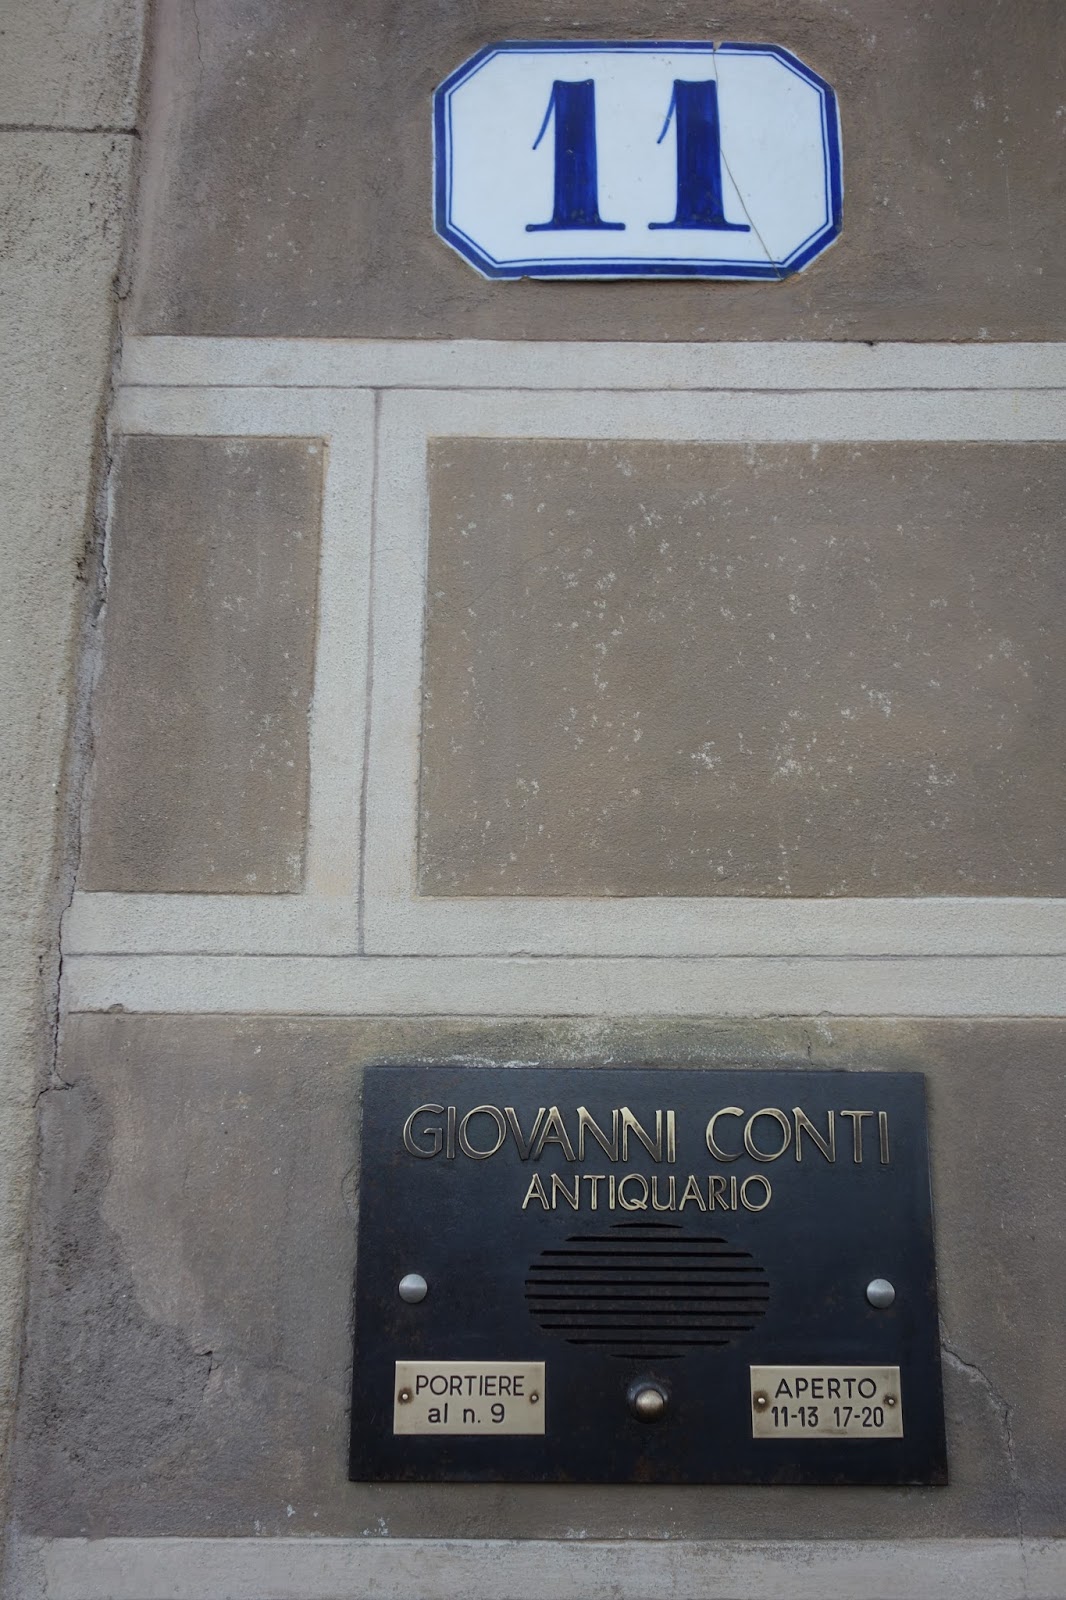 11
GIOVANNI CONTI
ANTIQUARIO
PORTIERE
al n. 9
APERTO
11-13 17-20